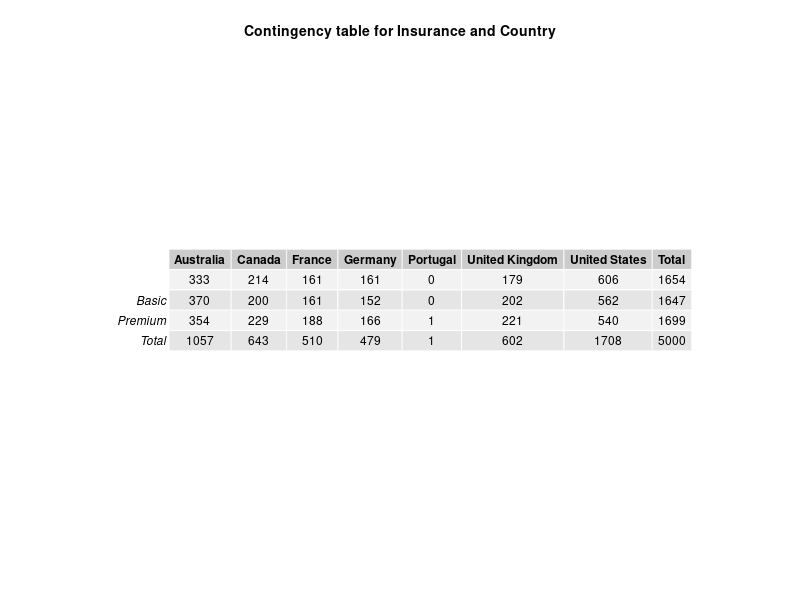 Contingency table for Insurance and Country
Australia Canada France Germany Portugal United Kingdom United States Total
333 214 161 161 0 179 606 1654
Basic 370 200 161 152 0 202 562 1647
Premium 354 229 188 166 1 221 540 1699
Total 1057 643 510 479 1 602 1708 5000